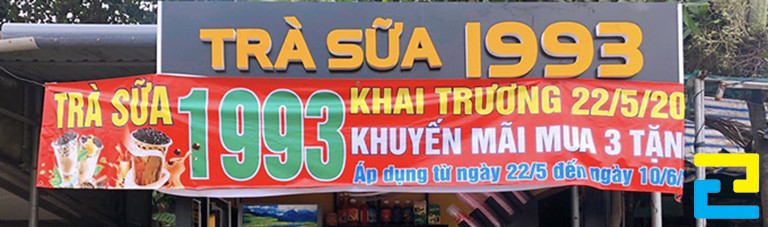 TRÀ SỮA 1993
TRÀ SỮA 1993
KHAI TRƯƠNG 22/5/20
KHUYẾN MÃI MUA 3 TẶN
Áp dụng từ ngày 22/5 đến ngày 10/6/